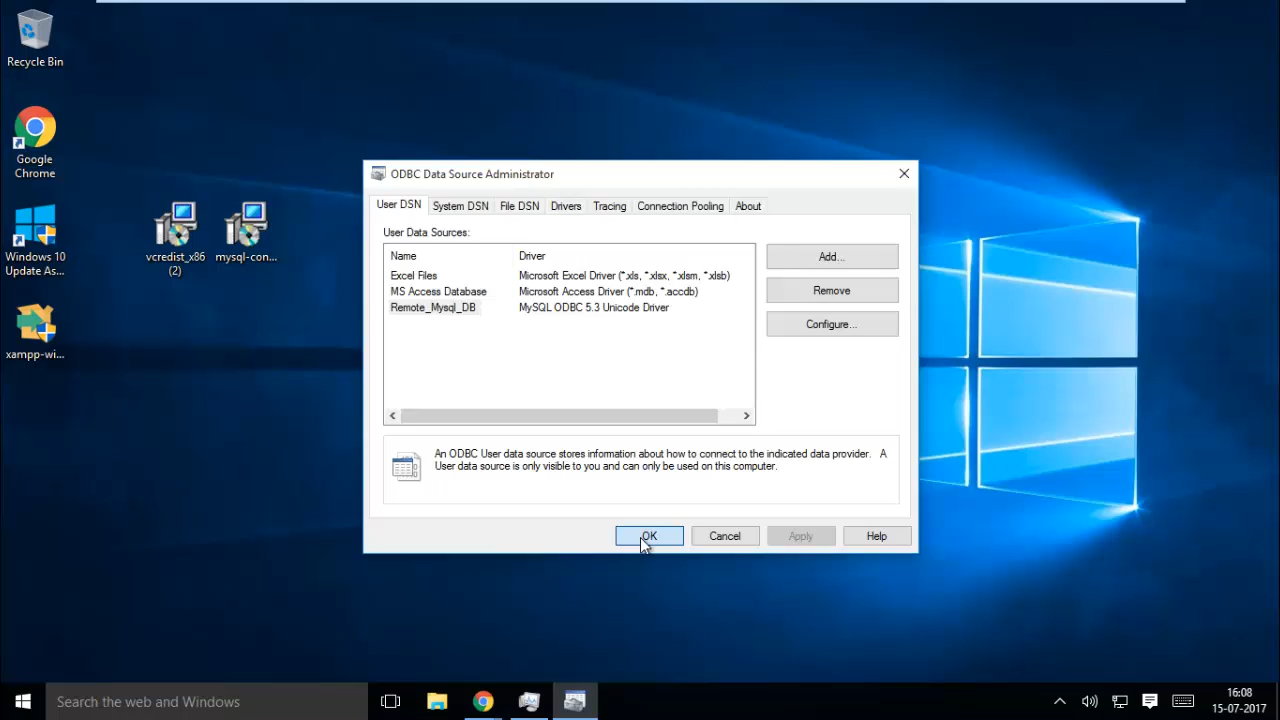 Recycle Bin
Google
Chrome
Windows 10
Update As...
xampp-wi...
vcredist_x86
(2)
mysql-con...
ODBC Data Source Administrator
User DSN
System DSN
File DSN
Drivers
Tracing
Connection Pooling
About
User Data Sources:
Name Driver
Excel Files Microsoft Excel Driver (*.xls, *.xlsx, *.xlsm, *.xlsb)
MS Access Database Microsoft Access Driver (*.mdb, *.accdb)
Remote_Mysql_DB MySQL ODBC 5.3 Unicode Driver
Add...
Remove
Configure...
An ODBC User data source stores information about how to connect to the indicated data provider. A
User data source is only visible to you and can only be used on this computer.
OK
Cancel
Apply
Help
Search the web and Windows
16:08
15-07-2017